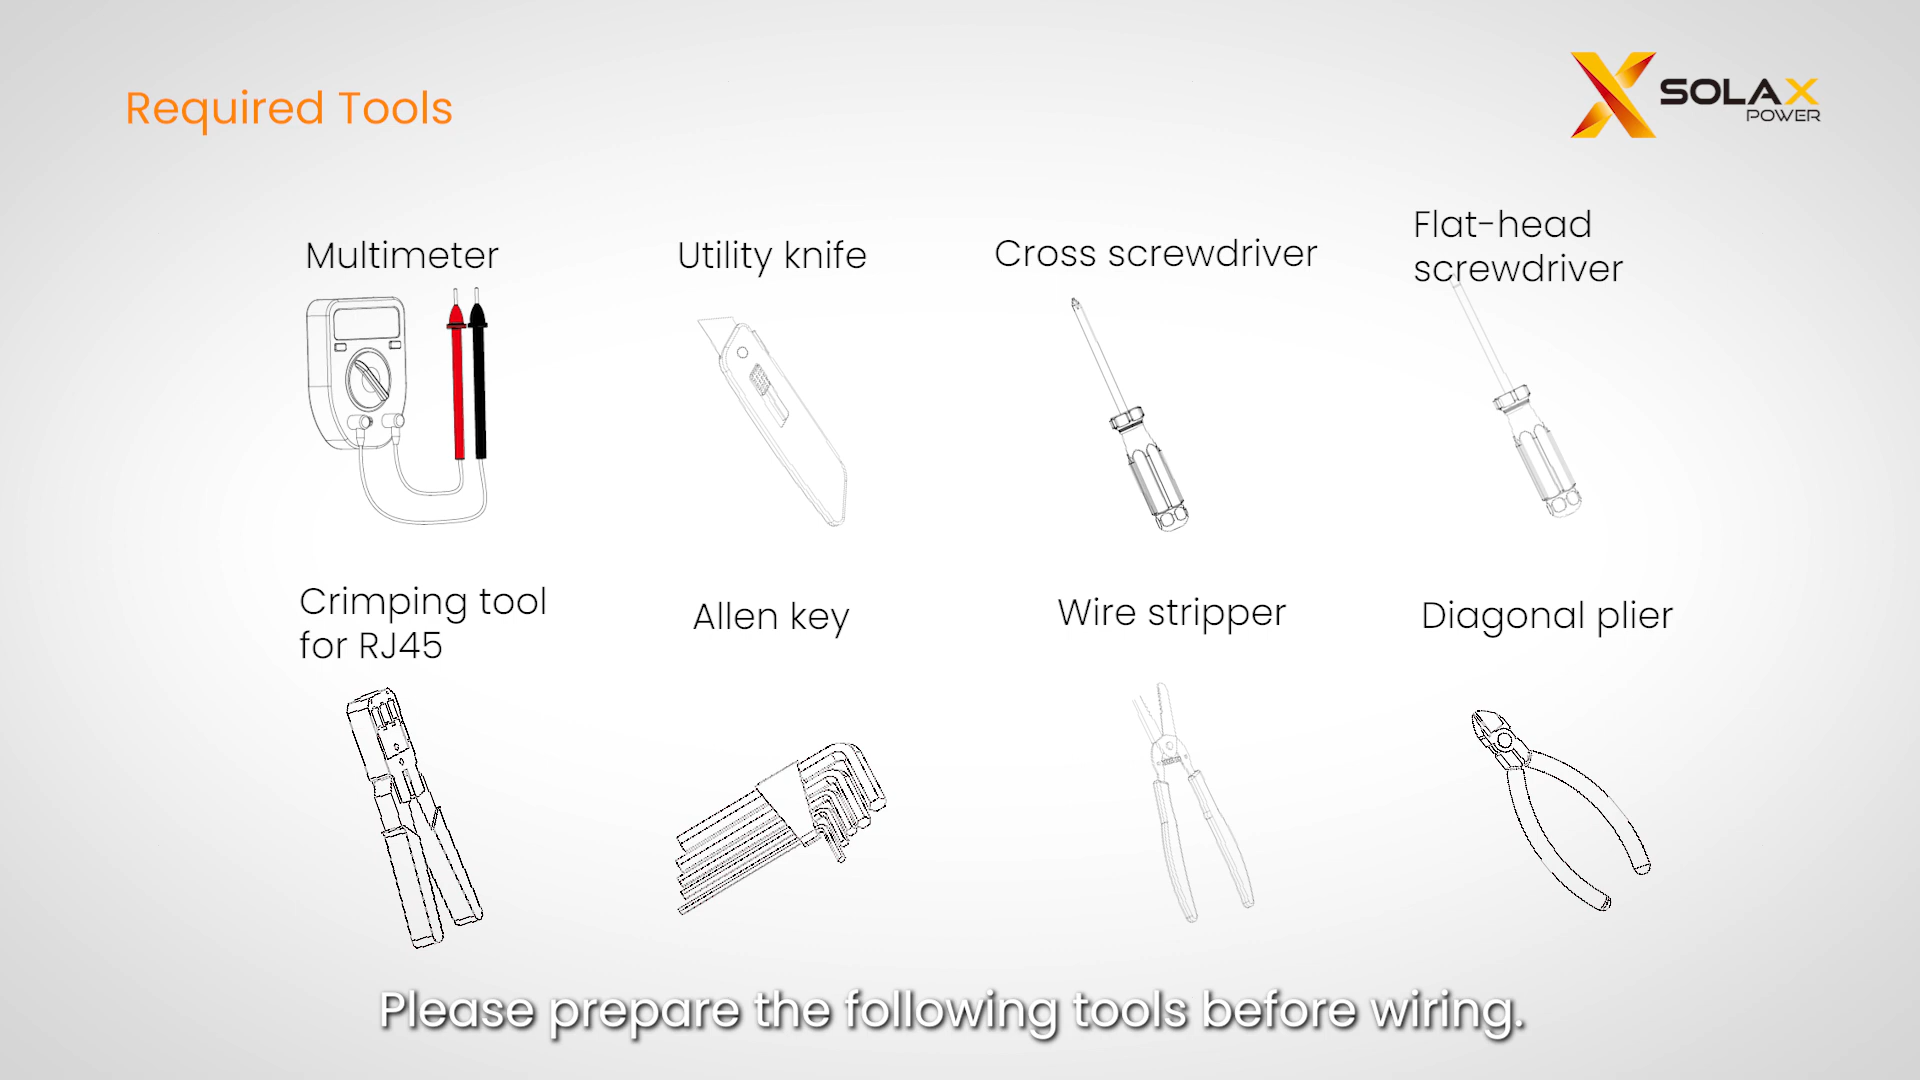 Required Tools
SOLAX
POWER
Multimeter
Utility knife
Cross screwdriver
Flat-head
screwdriver
Crimping tool
for RJ45
Allen key
Wire stripper
Diagonal plier
Please prepare the following tools before wiring.